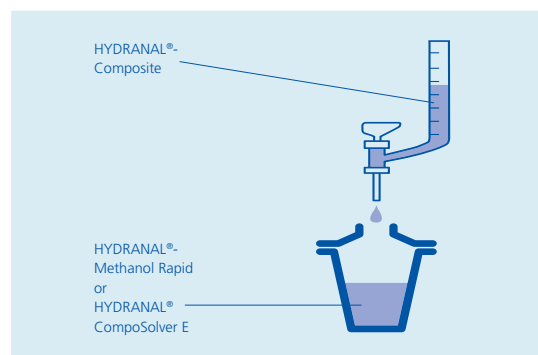 HYDRANAL®-
Composite
HYDRANAL®-
Methanol Rapid
or
HYDRANAL®
CompoSolver E